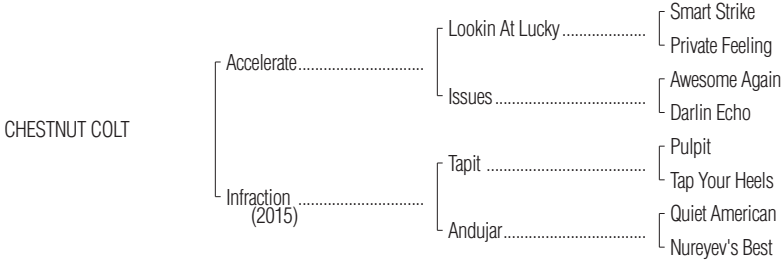 Smart Strike
Lookin At Lucky
Private Feeling
Accelerate
Awesome Again
Issues
Darlin Echo
CHESTNUT COLT
Pulpit
Tapit
Tap Your Heels
Infraction
(2015)
Quiet American
Andujar
Nureyev's Best